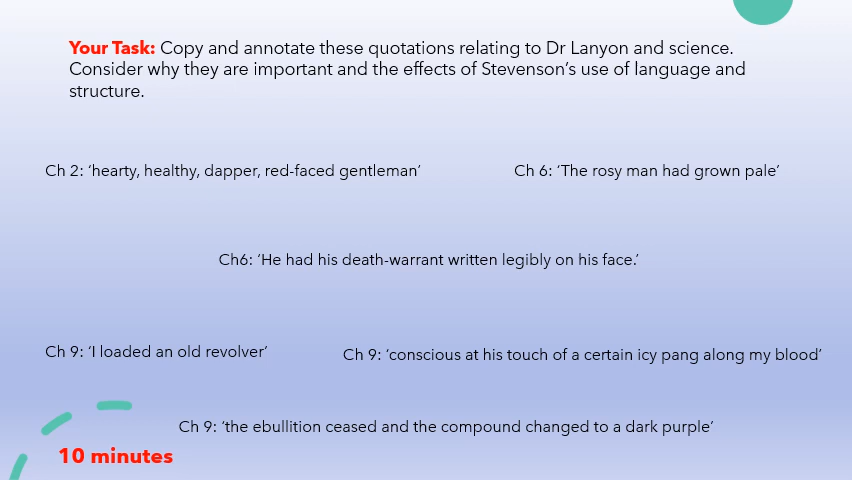 Your Task: Copy and annotate these quotations relating to Dr Lanyon and science.
Consider why they are important and the effects of Stevenson’s use of language and
structure.
Ch 2: ‘hearty, healthy, dapper, red-faced gentleman’
Ch 6: ‘The rosy man had grown pale’
Ch6: ‘He had his death-warrant written legibly on his face.’
Ch 9: ‘I loaded an old revolver’
Ch 9: ‘conscious at his touch of a certain icy pang along my blood’
Ch 9: ‘the ebullition ceased and the compound changed to a dark purple’
10 minutes